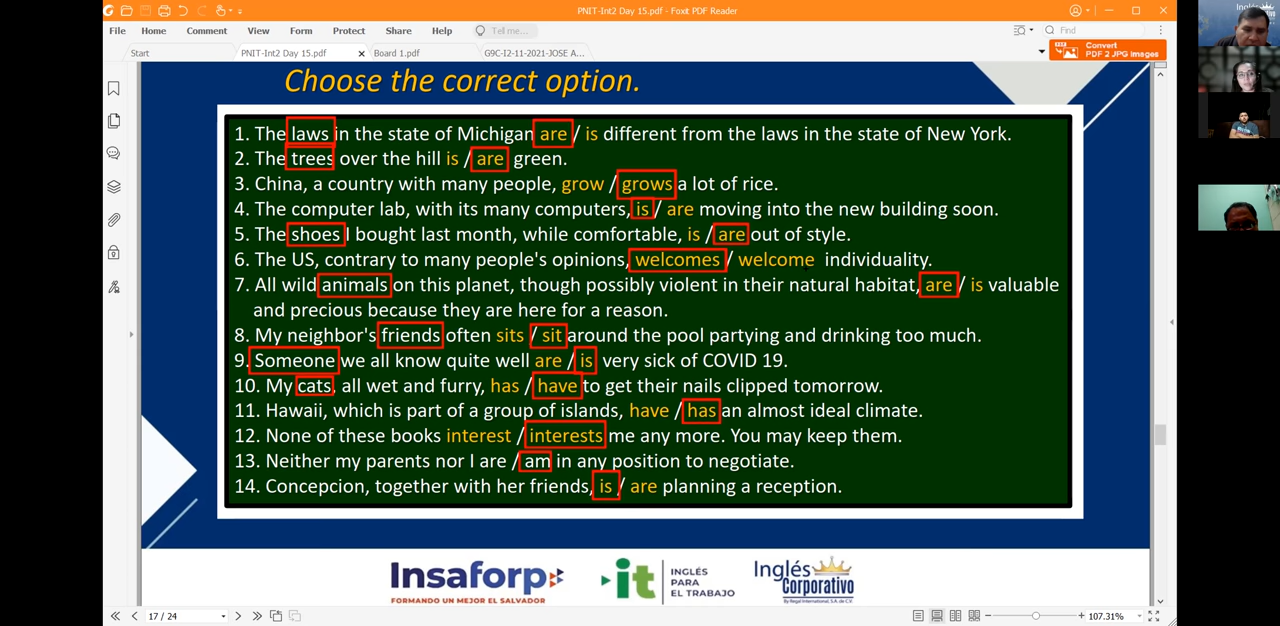 PNIT-Int2 Day 15.pdf - Foxit PDF Reader
File Home Comment View Form Protect Share Help Tell me... Find
Start PNIT-Int2 Day 15.pdf Board 1.pdf G9C-I2-11-2021-JOSE A... Convert
PDF 2 JPG Images
Choose the correct option.
1. The laws in the state of Michigan are / is different from the laws in the state of New York.
2. The trees over the hill is / are green.
3. China, a country with many people, grow / grows a lot of rice.
4. The computer lab, with its many computers, is / are moving into the new building soon.
5. The shoes I bought last month, while comfortable, is / are out of style.
6. The US, contrary to many people's opinions, welcomes / welcome individuality.
7. All wild animals on this planet, though possibly violent in their natural habitat, are / is valuable
and precious because they are here for a reason.
8. My neighbor's friends often sits / sit around the pool partying and drinking too much.
9. Someone we all know quite well are / is very sick of COVID 19.
10. My cats, all wet and furry, has / have to get their nails clipped tomorrow.
11. Hawaii, which is part of a group of islands, have / has an almost ideal climate.
12. None of these books interest / interests me any more. You may keep them.
13. Neither my parents nor I are / am in any position to negotiate.
14. Concepcion, together with her friends, is / are planning a reception.
Insaforp
FORMANDO UN MEJOR EL SALVADOR
it
INGLÉS
PARA
EL TRABAJO
Inglés
Corporativo
By Regal International, S.A. de C.V.
17 / 24 107.31%